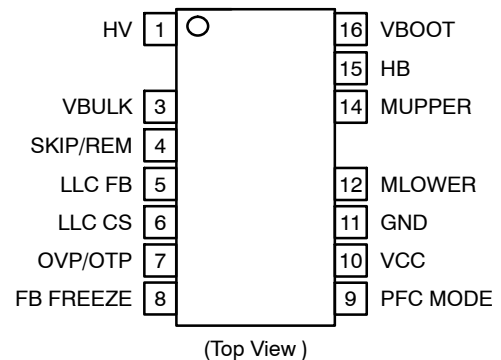 HV 1 16 VBOOT
15 HB
VBULK 3 14 MUPPER
SKIP/REM 4
LLC FB 5 12 MLOWER
LLC CS 6 11 GND
OVP/OTP 7 10 VCC
FB FREEZE 8 9 PFC MODE
(Top View )